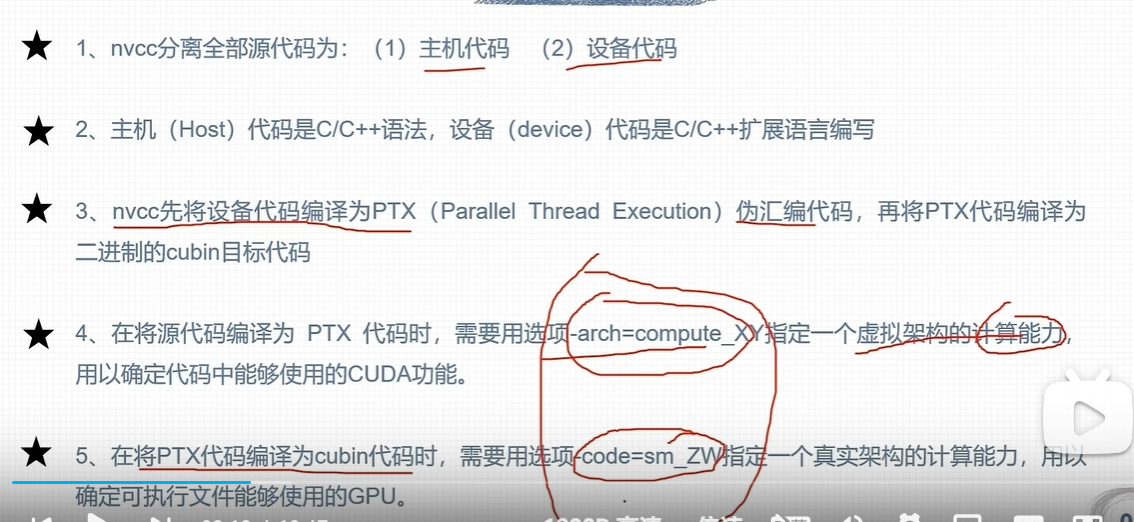 ★ 1、nvcc分离全部源代码为：（1）主机代码 （2）设备代码
★ 2、主机（Host）代码是C/C++语法，设备（device）代码是C/C++扩展语言编写
★ 3、nvcc先将设备代码编译为PTX（Parallel Thread Execution）伪汇编代码，再将PTX代码编译为
二进制的cubin目标代码
★ 4、在将源代码编译为 PTX 代码时，需要用选项-arch=compute_XY指定一个虚拟架构的计算能力，
用以确定代码中能够使用的CUDA功能。
★ 5、在将PTX代码编译为cubin代码时，需要用选项-code=sm_ZW指定一个真实架构的计算能力，用以
确定可执行文件能够使用的GPU。